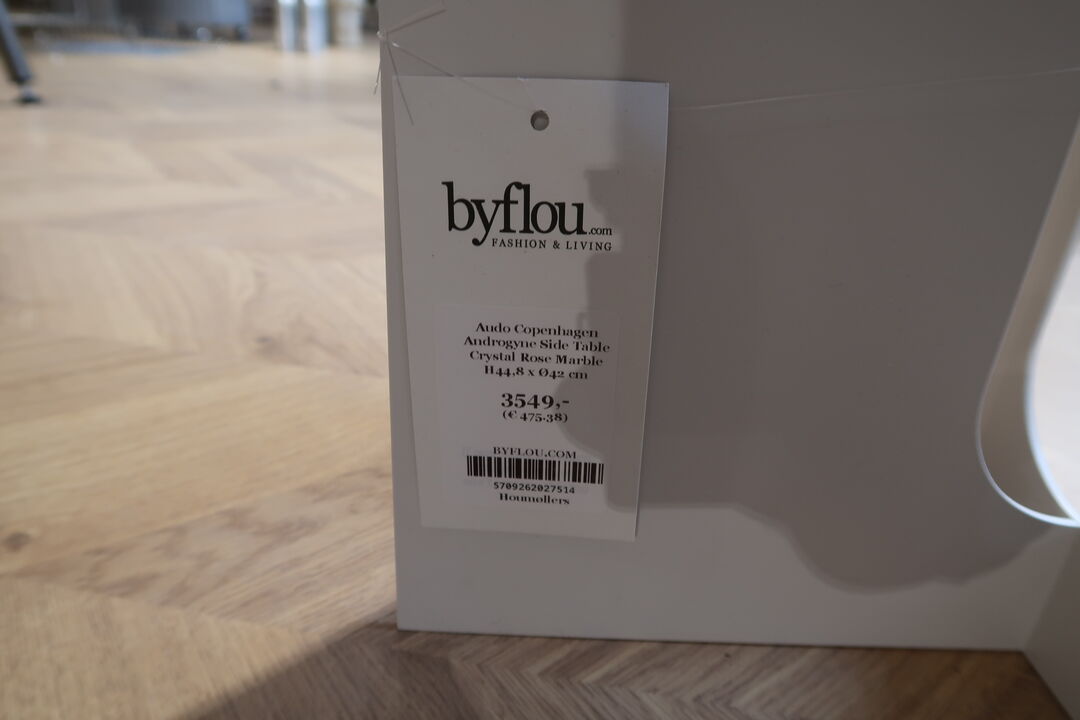 byflou.com
FASHION & LIVING
Audo Copenhagen
Androgyne Side Table
Crystal Rose Marble
H44,8 x Ø42 cm
3549,-
(€ 475.38)
BYFLOU.COM
5709262027514
Houmøllers